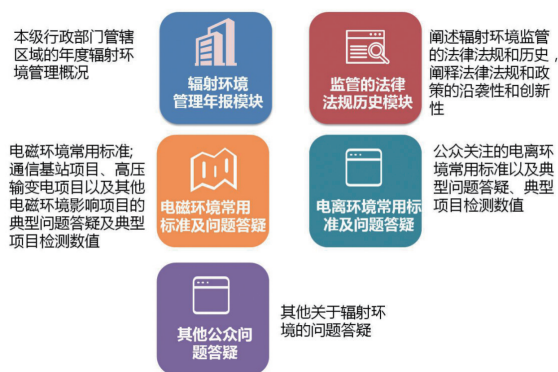 本级行政部门管辖
区域的年度辐射环
境管理概况
辐射环境
管理年报模块
监管的法律
法规历史模块
阐述辐射环境监管
的法律法规和历史，
阐释法律法规和政
策的沿袭性和创新
性
电磁环境常用标准;
通信基站项目、高压
输变电项目以及其他
电磁环境影响项目的
典型问题答疑及典型
项目检测数值
电磁环境常用
标准及问题答疑
电离环境常用标
准及问题答疑
公众关注的电离环
境常用标准以及典
型问题答疑、典型
项目检测数值
其他公众问
题答疑
其他关于辐射环
境的问题答疑